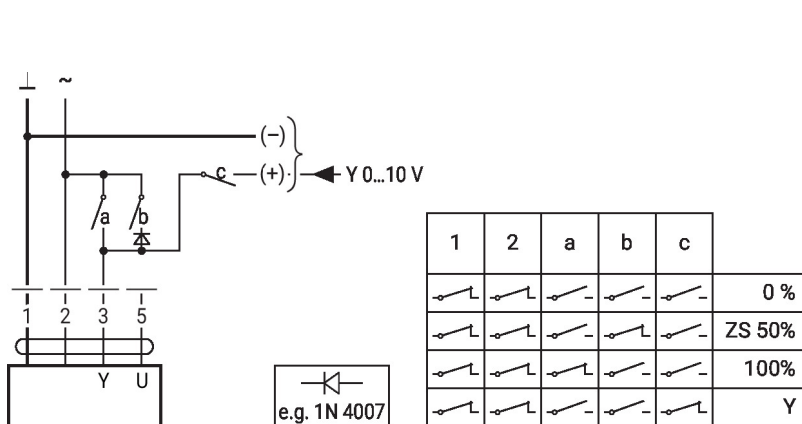 ⊥ ~
(–)
c (+) Y 0...10 V
a b
1 2 3 5
Y U
e.g. 1N 4007
1 2 a b c
0 %
ZS 50%
100%
Y